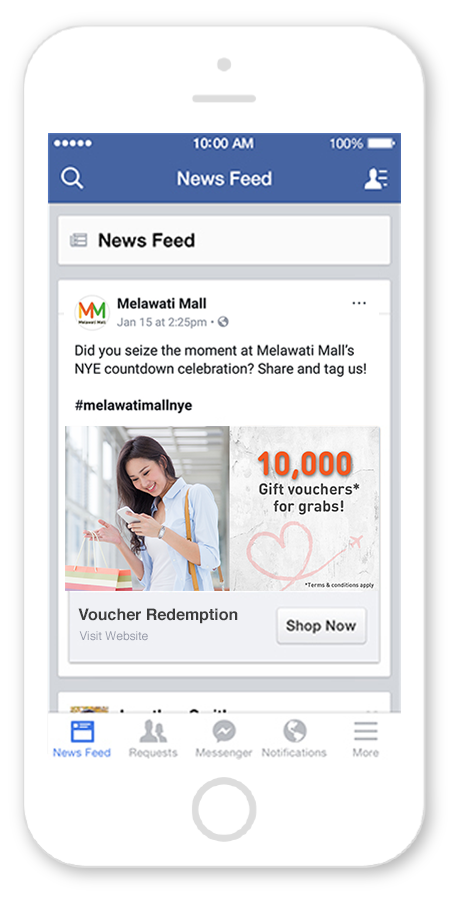 10:00 AM
100%
News Feed
News Feed
Melawati Mall
MM
Melawati Mall
Jan 15 at 2:25pm •
Did you seize the moment at Melawati Mall's
NYE countdown celebration? Share and tag us!
#melawatimallnye
10,000
Gift vouchers*
for grabs!
*Terms & conditions apply
Voucher Redemption
Visit Website
Shop Now
News Feed
Requests
Messenger
Notifications
More